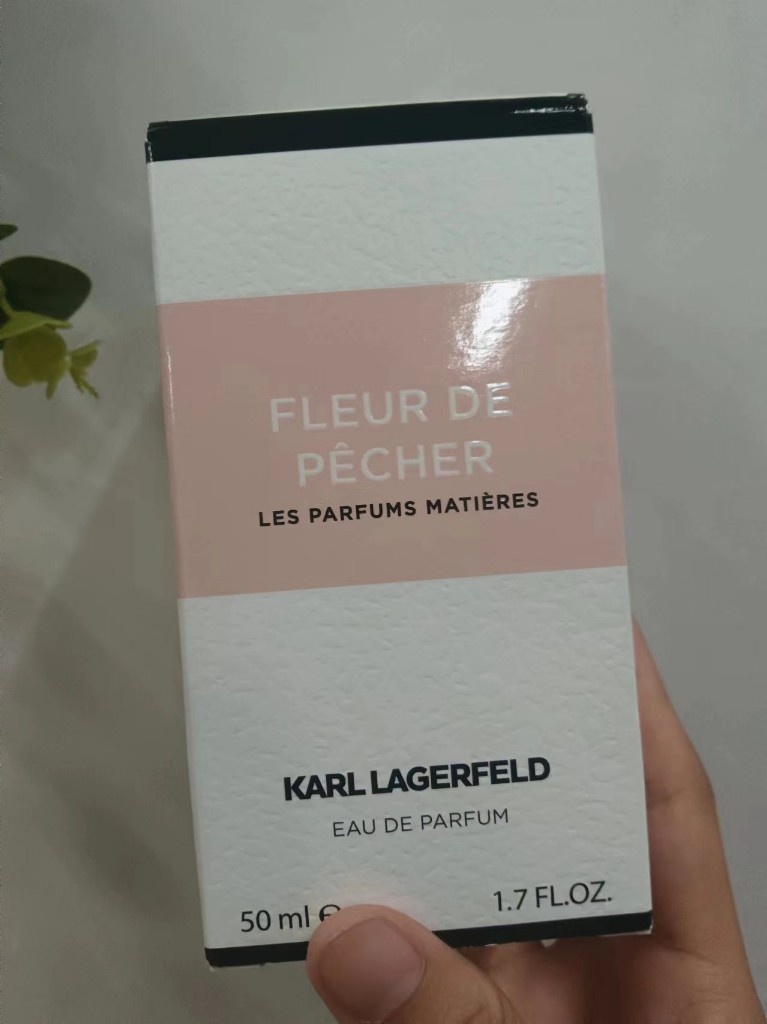 FLEUR DE
PÊCHER
LES PARFUMS MATIÈRES
KARL LAGERFELD
EAU DE PARFUM
50 ml ℮
1.7 FL.OZ.